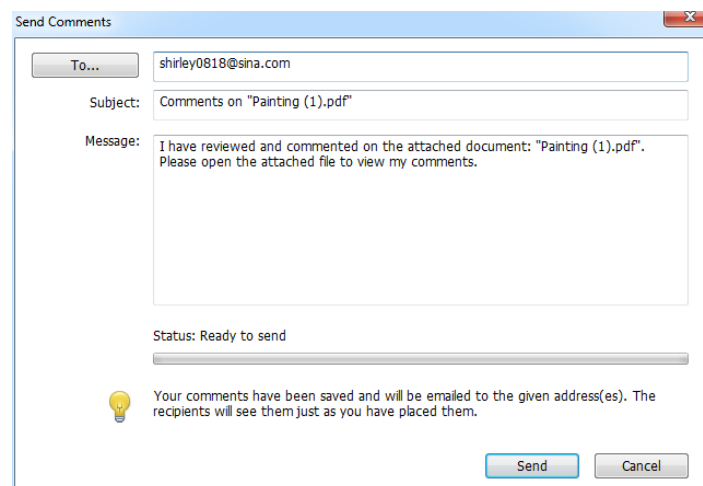 Send Comments
To...
shirley0818@sina.com
Subject:
Comments on "Painting (1).pdf"
Message:
I have reviewed and commented on the attached document: "Painting (1).pdf".
Please open the attached file to view my comments.
Status: Ready to send
Your comments have been saved and will be emailed to the given address(es). The
recipients will see them just as you have placed them.
Send
Cancel